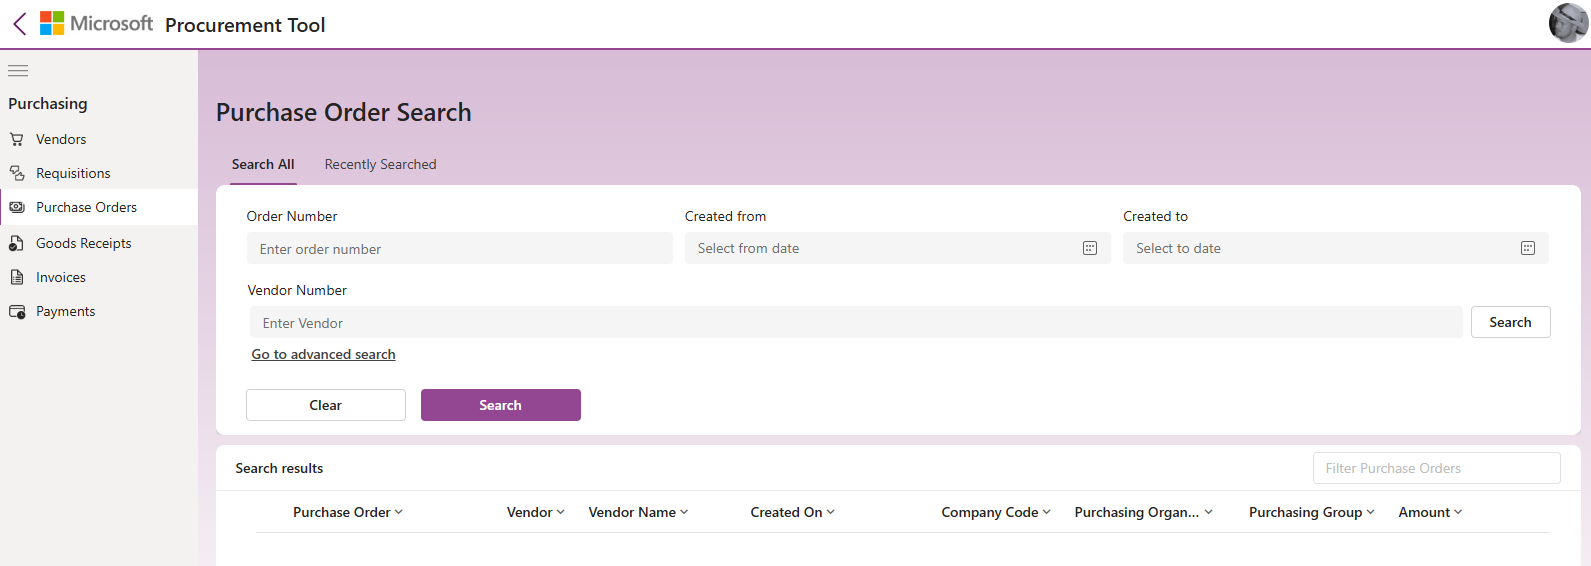 Microsoft Procurement Tool
Purchasing
Vendors
Requisitions
Purchase Orders
Goods Receipts
Invoices
Payments
Purchase Order Search
Search All Recently Searched
Order Number Created from Created to
Enter order number Select from date Select to date
Vendor Number
Enter Vendor Search
Go to advanced search
Clear Search
Search results Filter Purchase Orders
Purchase Order Vendor Vendor Name Created On Company Code Purchasing Organ... Purchasing Group Amount